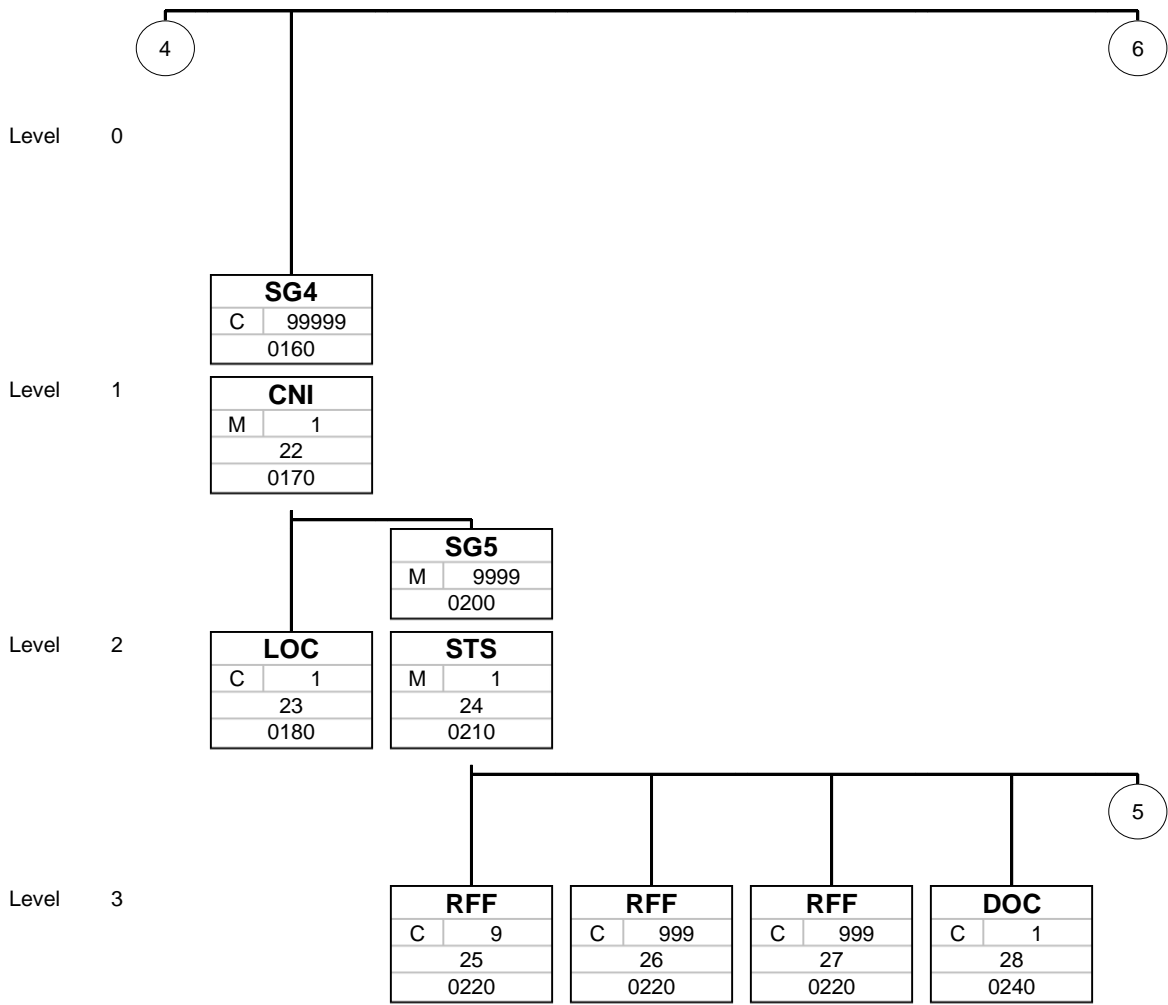 4 6
Level 0
SG4
C 99999
0160
Level 1
CNI
M 1
22
0170
SG5
M 9999
0200
Level 2
LOC STS
C 1 M 1
23 24
0180 0210
5
Level 3
RFF RFF RFF DOC
C 9 C 999 C 999 C 1
25 26 27 28
0220 0220 0220 0240